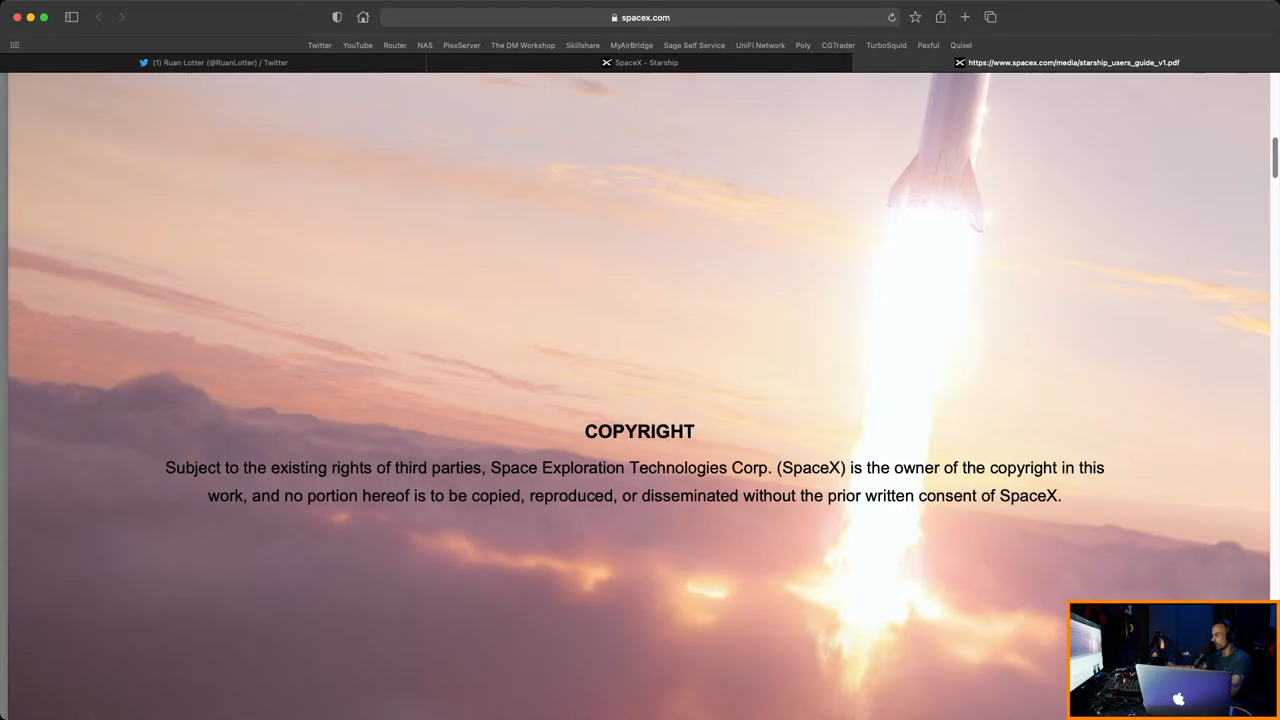 spacex.com
Twitter YouTube Router NAS PlexServer The DM Workshop Skillshare MyAirBridge Sage Self Service UniFi Network Poly CGTrader TurboSquid Paxful Quixel
(1) Ruan Lotter (@RuanLotter) / Twitter SpaceX - Starship https://www.spacex.com/media/starship_users_guide_v1.pdf
COPYRIGHT
Subject to the existing rights of third parties, Space Exploration Technologies Corp. (SpaceX) is the owner of the copyright in this
work, and no portion hereof is to be copied, reproduced, or disseminated without the prior written consent of SpaceX.